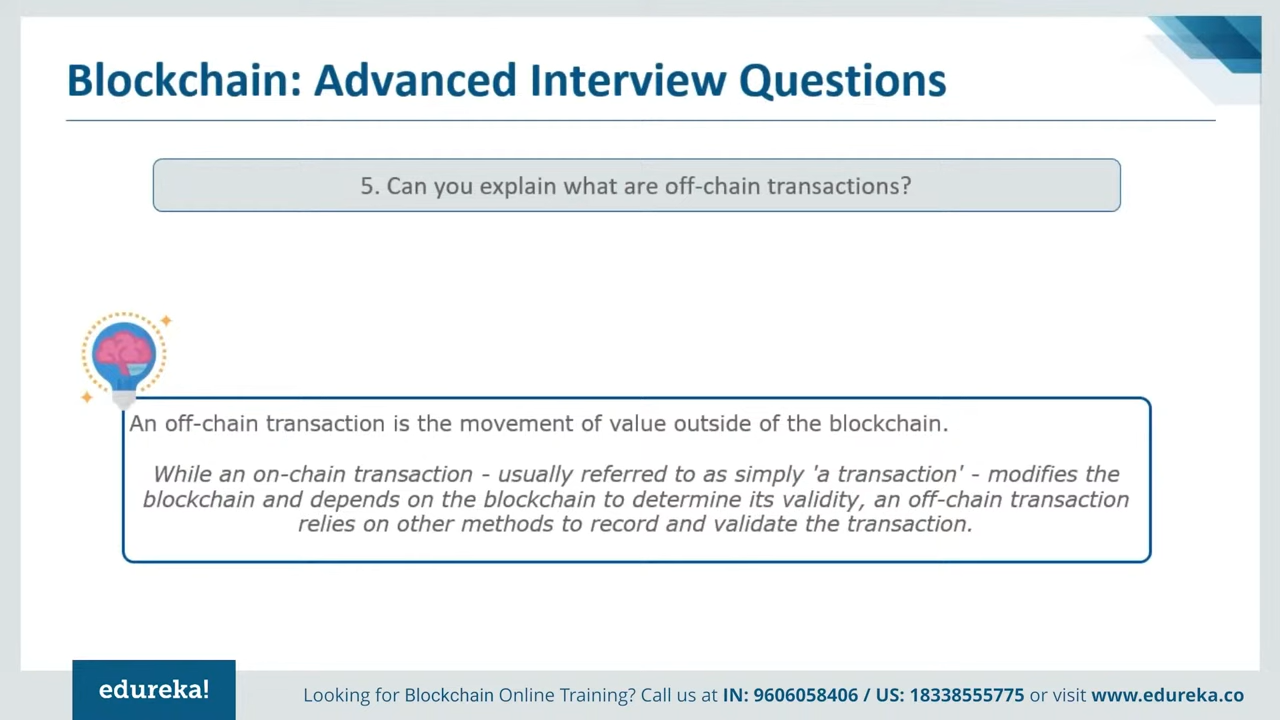 Blockchain: Advanced Interview Questions
5. Can you explain what are off-chain transactions?
An off-chain transaction is the movement of value outside of the blockchain.
While an on-chain transaction - usually referred to as simply 'a transaction' - modifies the
blockchain and depends on the blockchain to determine its validity, an off-chain transaction
relies on other methods to record and validate the transaction.
edureka!
Looking for Blockchain Online Training? Call us at IN: 9606058406 / US: 18338555775 or visit www.edureka.co